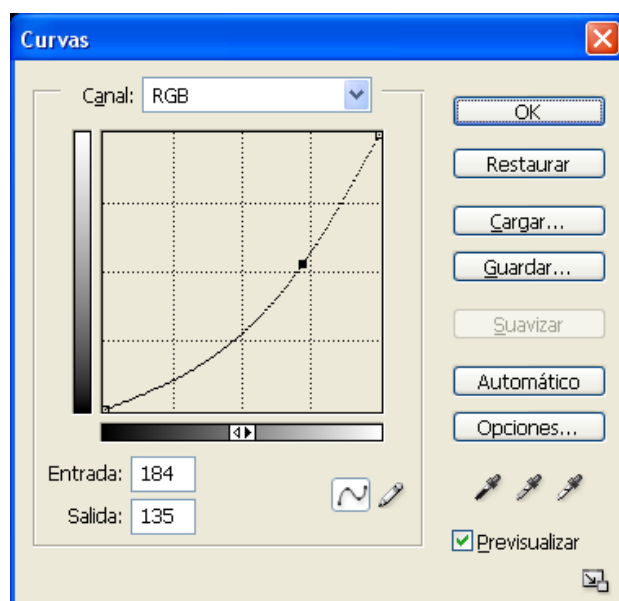 Curvas
Canal: RGB
OK
Restaurar
Cargar...
Guardar...
Suavizar
Automático
Opciones...
Entrada: 184
Salida: 135
Previsualizar